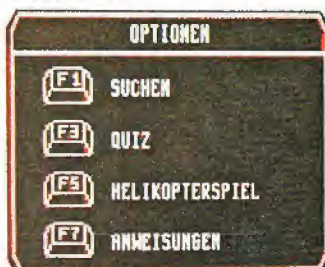 OPTIONEN
F1 SUCHEN
F3 QUIZ
F5 HELIKOPTERSPIEL
F7 ANWEISUNGEN